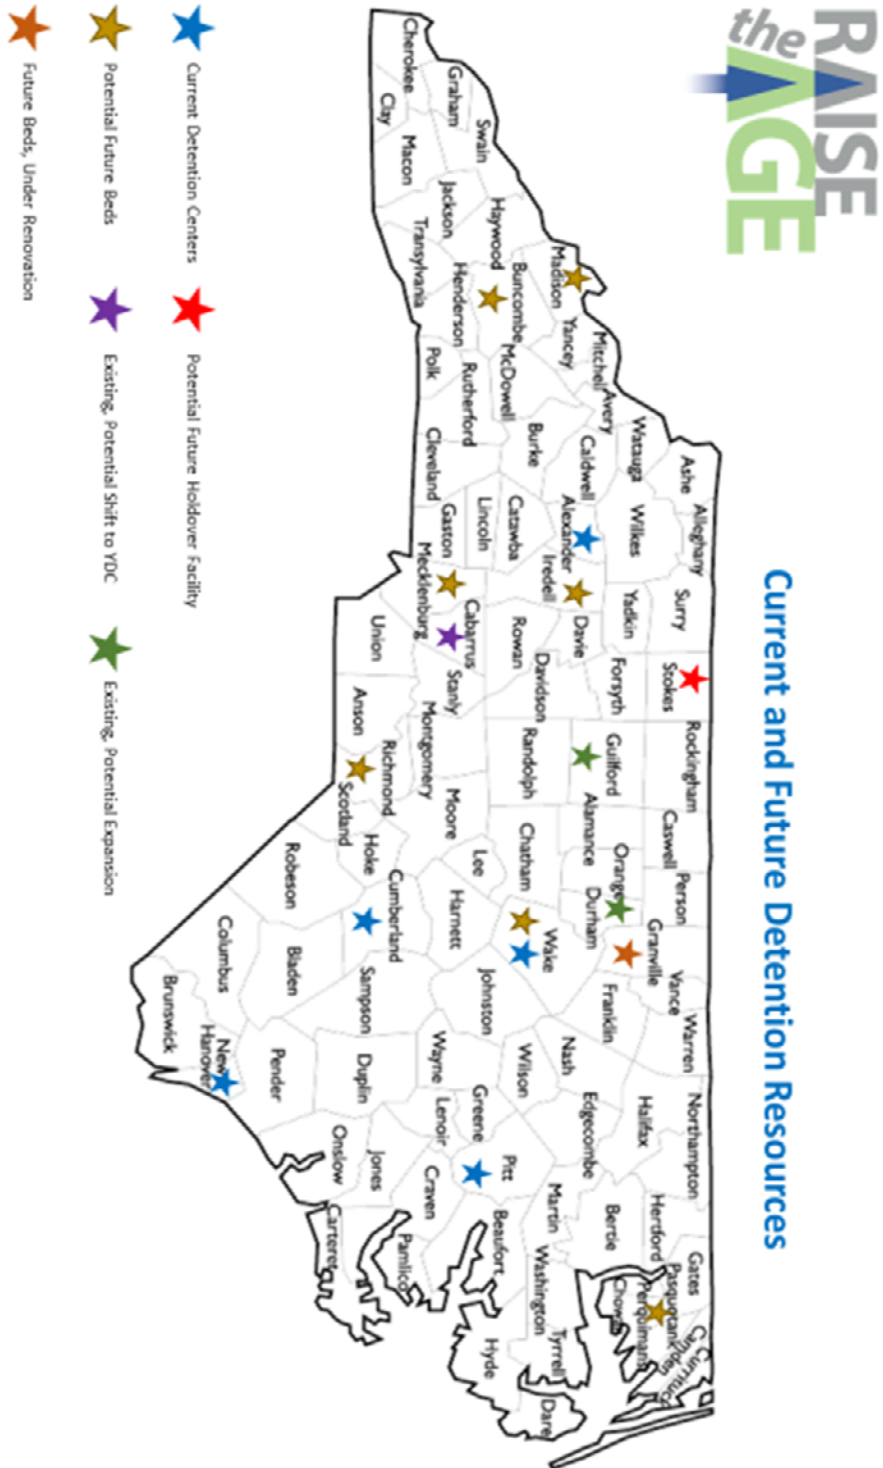 RAISE
the
AGE
Current and Future Detention Resources
Ashe
Alleghany
Surry
Stokes
Rockingham
Caswell
Person
Granville
Vance
Warren
Northampton
Hertford
Gates
Pasquotank
Camden
Currituck
Perquimans
Chowan
Watauga
Wilkes
Yadkin
Forsyth
Guilford
Alamance
Orange
Durham
Franklin
Halifax
Bertie
Mitchell
Avery
Caldwell
Alexander
Iredell
Davie
Davidson
Nash
Edgecombe
Martin
Washington
Tyrrell
Dare
Madison
Yancey
Burke
Catawba
Rowan
Randolph
Chatham
Wake
Wilson
Pitt
Beaufort
Hyde
Swain
Haywood
Buncombe
McDowell
Lincoln
Cabarrus
Stanly
Montgomery
Moore
Lee
Harnett
Johnston
Greene
Wayne
Lenoir
Craven
Pamlico
Graham
Jackson
Henderson
Rutherford
Cleveland
Gaston
Mecklenburg
Cherokee
Clay
Macon
Transylvania
Polk
Union
Anson
Richmond
Scotland
Hoke
Cumberland
Sampson
Duplin
Jones
Onslow
Carteret
Robeson
Bladen
Pender
Columbus
Brunswick
New
Hanover
Current Detention Centers
Potential Future Holdover Facility
Potential Future Beds
Existing, Potential Shift to YDC
Existing, Potential Expansion
Future Beds, Under Renovation